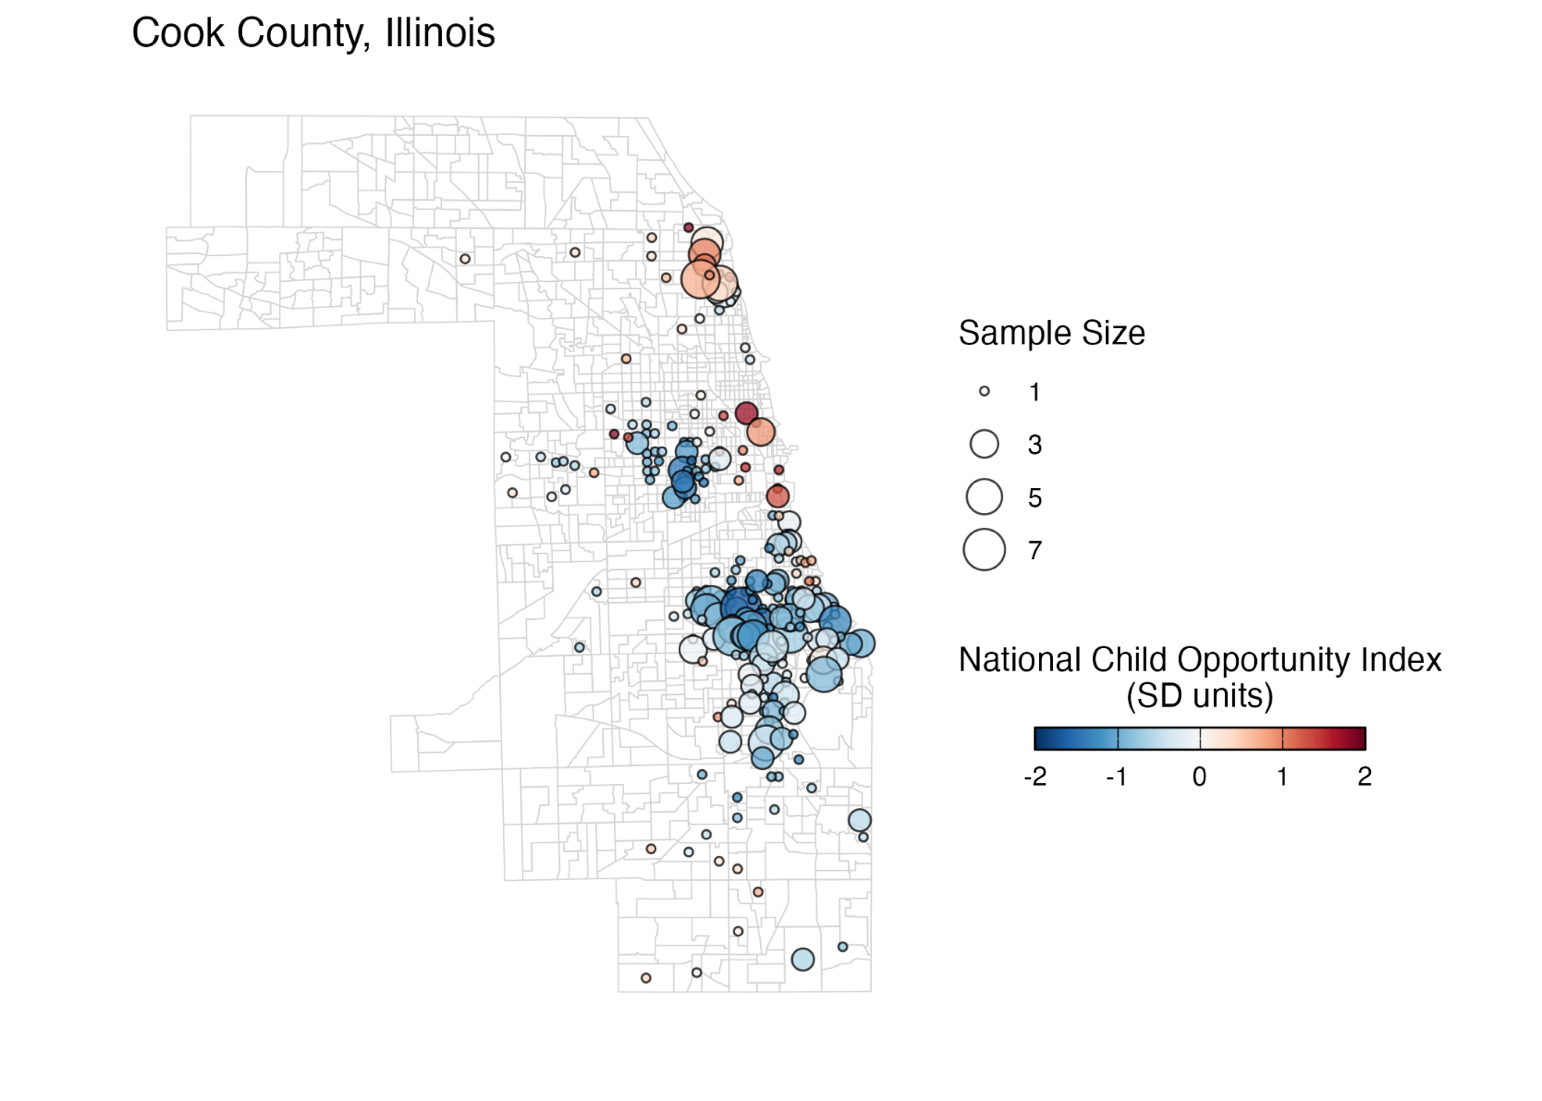 Cook County, Illinois
Sample Size
1
3
5
7
National Child Opportunity Index
(SD units)
-2 -1 0 1 2